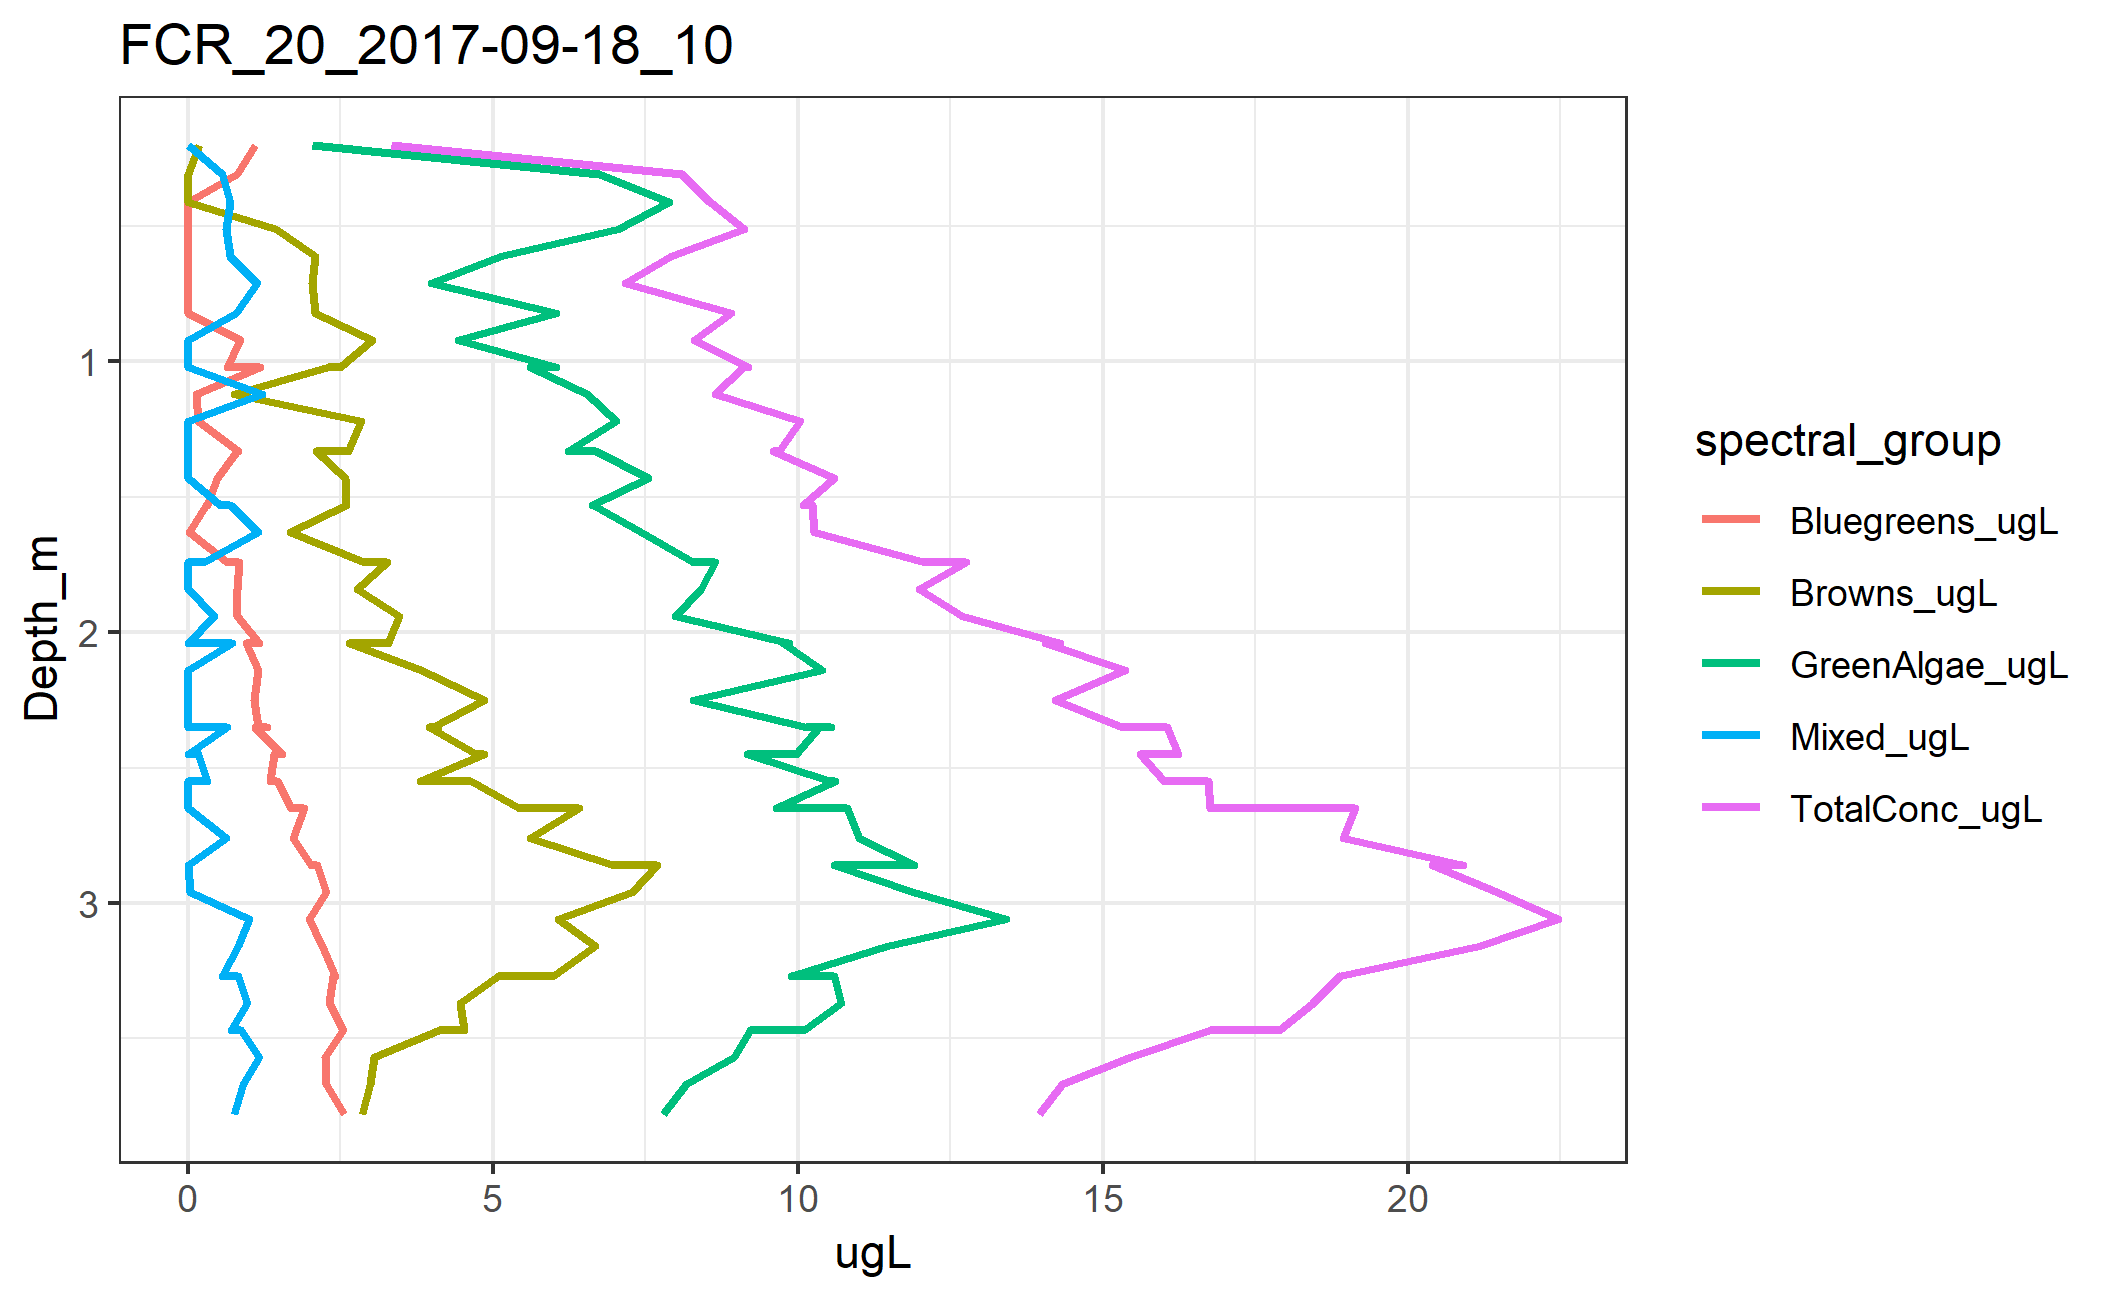 FCR_20_2017-09-18_10
Depth_m
1
2
3
0 5 10 15 20
ugL
spectral_group
Bluegreens_ugL
Browns_ugL
GreenAlgae_ugL
Mixed_ugL
TotalConc_ugL